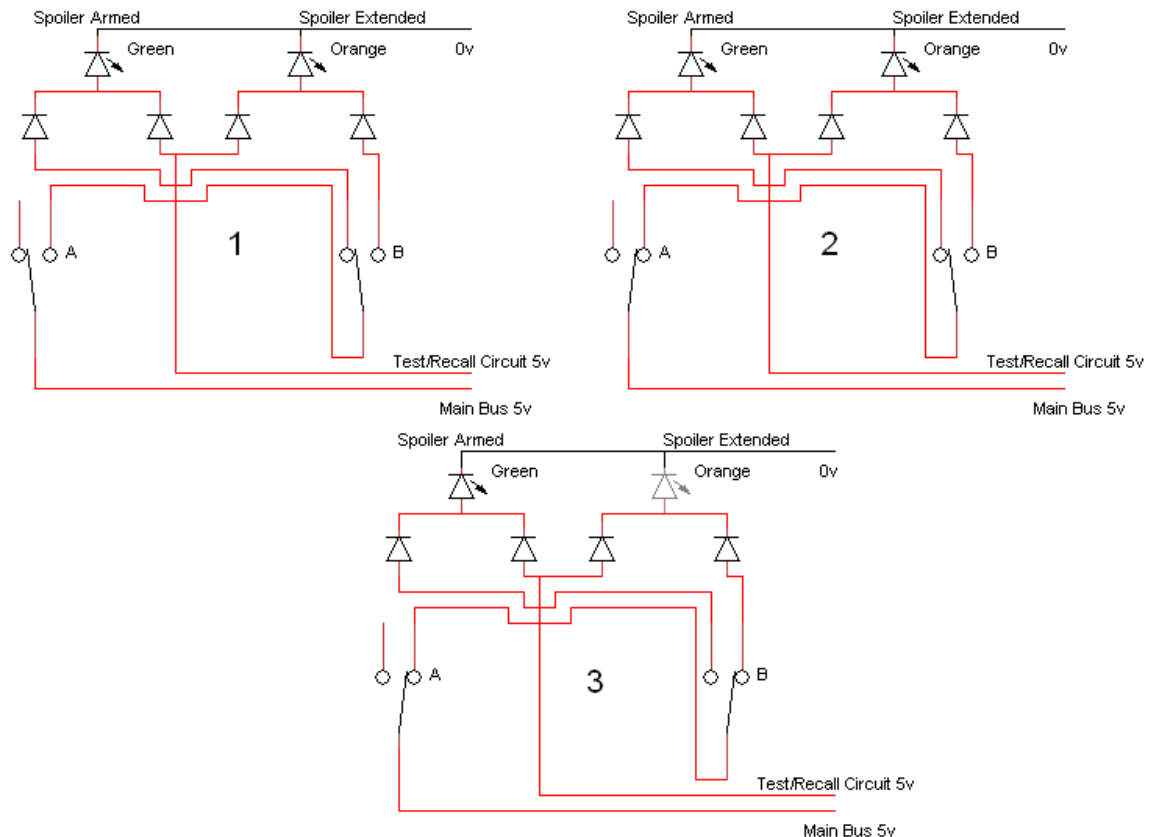 Spoiler Armed Spoiler Extended
Green Orange 0v
A 1 B
Test/Recall Circuit 5v
Main Bus 5v
Spoiler Armed Spoiler Extended
Green Orange 0v
A 2 B
Test/Recall Circuit 5v
Main Bus 5v
Spoiler Armed Spoiler Extended
Green Orange 0v
A 3 B
Test/Recall Circuit 5v
Main Bus 5v